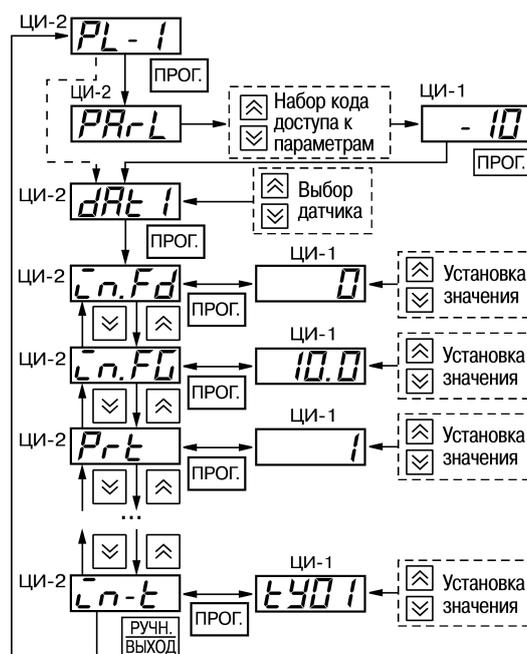 ЦИ-2 PL-1
ПРОГ.
ЦИ-2 ЦИ-1
PArL Набор кода доступа к параметрам -10
ПРОГ.
ЦИ-2 dAt1 Выбор датчика
ПРОГ.
ЦИ-2 ЦИ-1
in.Fd 0 Установка значения
ПРОГ.
ЦИ-2 ЦИ-1
in.FG 10.0 Установка значения
ПРОГ.
ЦИ-2 ЦИ-1
Prt 1 Установка значения
ПРОГ.
...
ЦИ-2 ЦИ-1
in-t tY01 Установка значения
ПРОГ.
РУЧН.
ВЫХОД